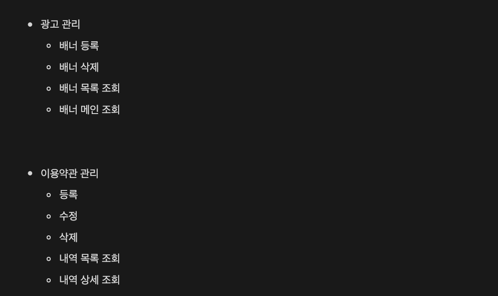 광고 관리
배너 등록
배너 삭제
배너 목록 조회
배너 메인 조회
이용약관 관리
등록
수정
삭제
내역 목록 조회
내역 상세 조회